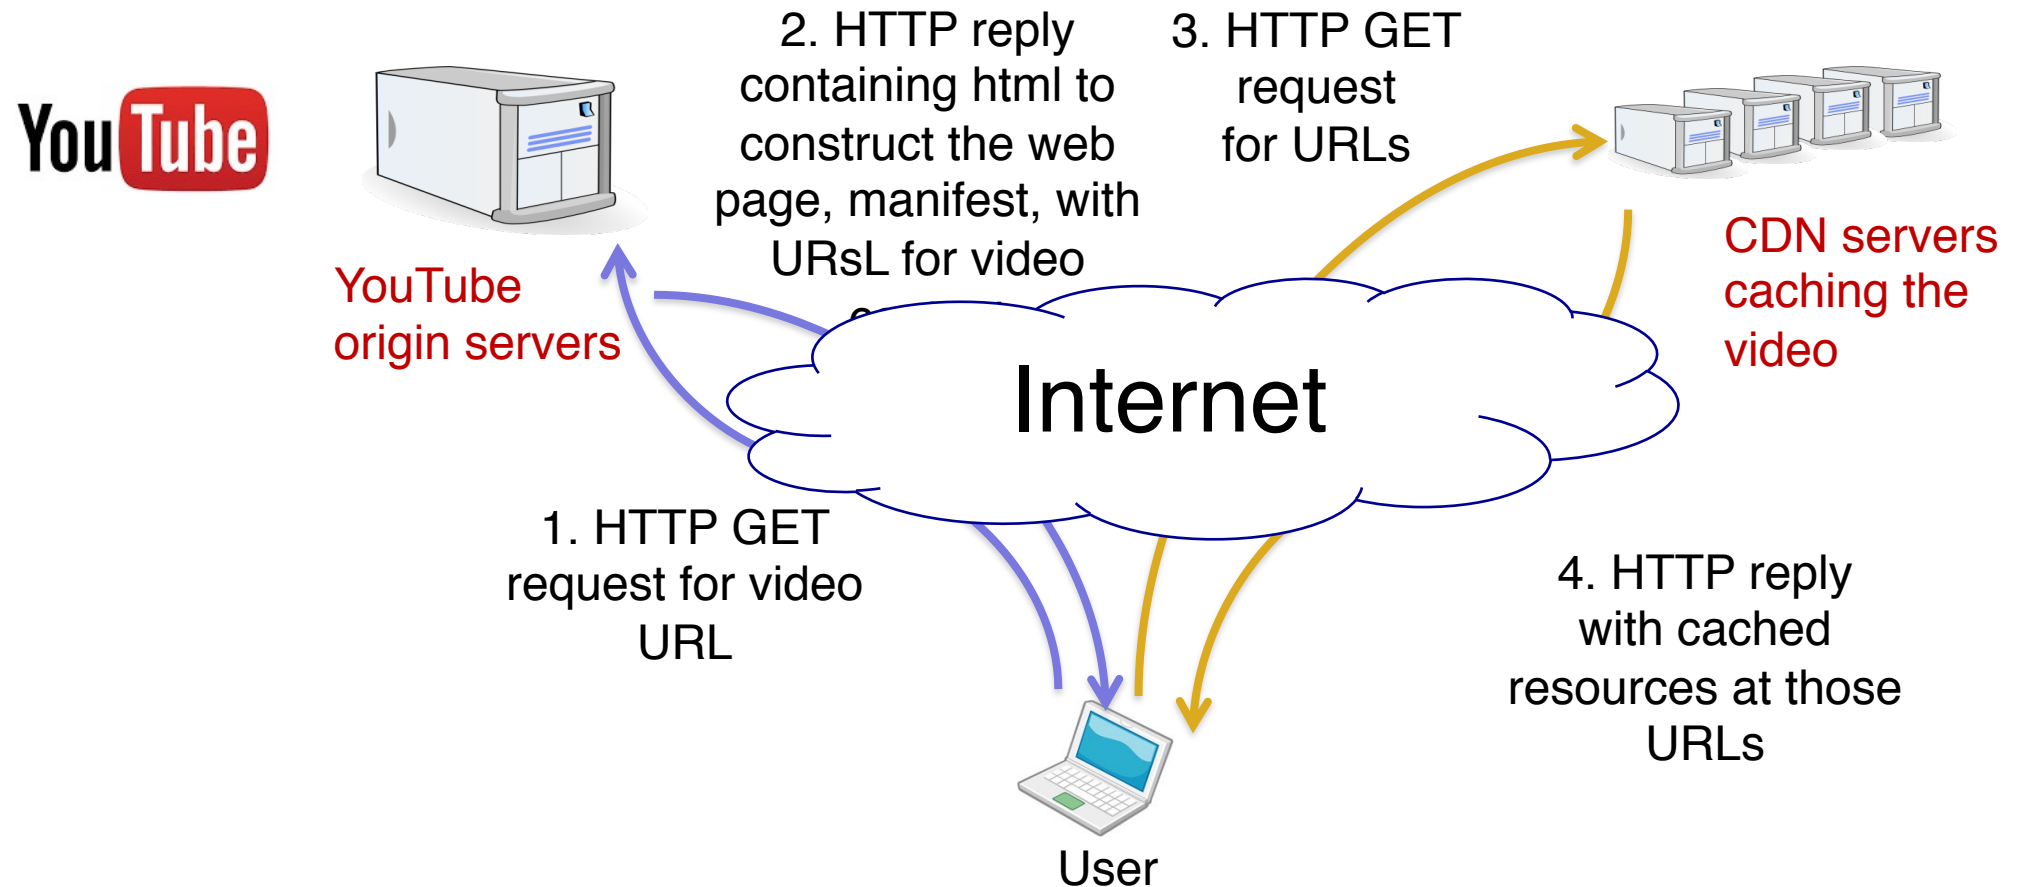 YouTube
2. HTTP reply
containing html to
construct the web
page, manifest, with
URsL for video
3. HTTP GET
request
for URLs
YouTube
origin servers
CDN servers
caching the
video
Internet
1. HTTP GET
request for video
URL
4. HTTP reply
with cached
resources at those
URLs
User